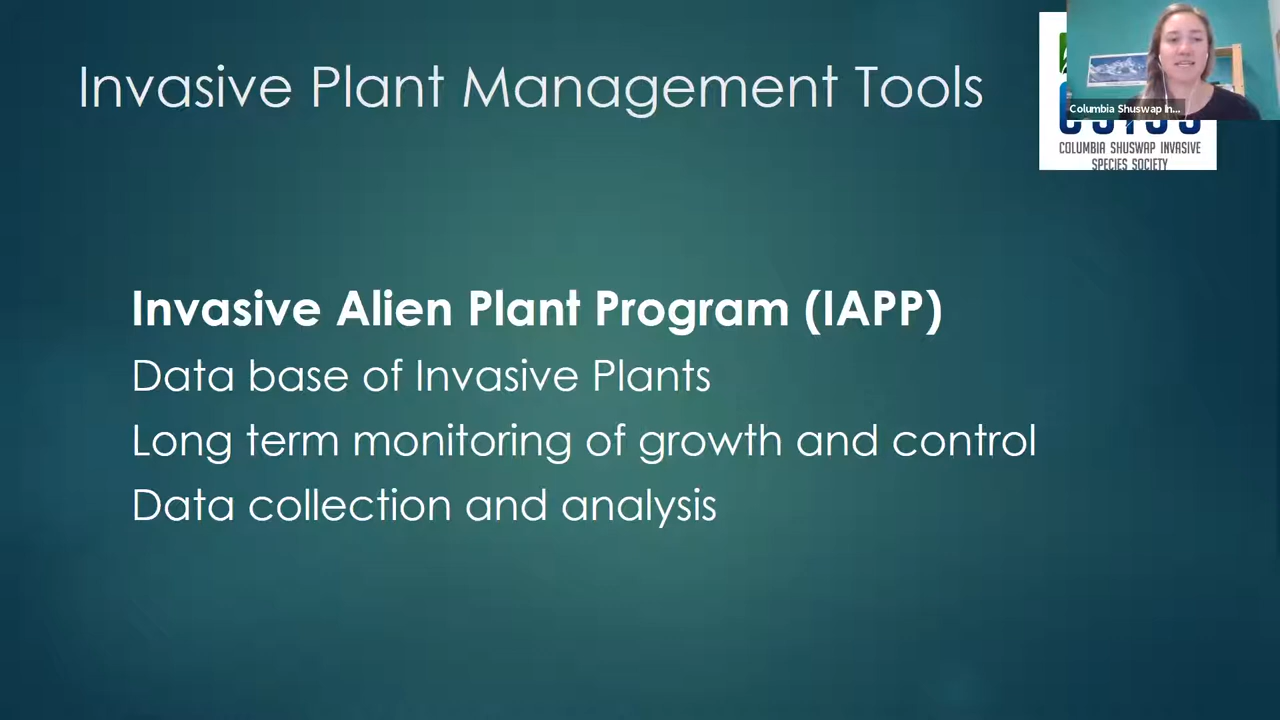 Invasive Plant Management Tools
Columbia Shuswap In...
COLUMBIA SHUSWAP INVASIVE
SPECIES SOCIETY
Invasive Alien Plant Program (IAPP)
Data base of Invasive Plants
Long term monitoring of growth and control
Data collection and analysis